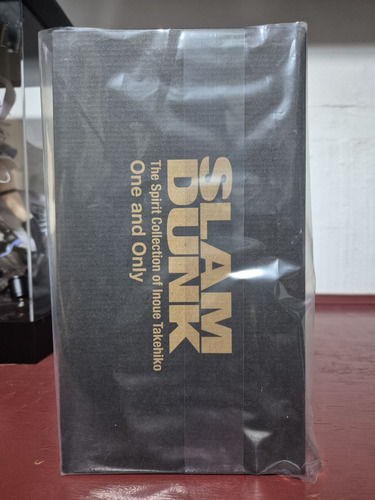 SLAM
DUNK
The Spirit Collection of Inoue Takehiko
One and Only